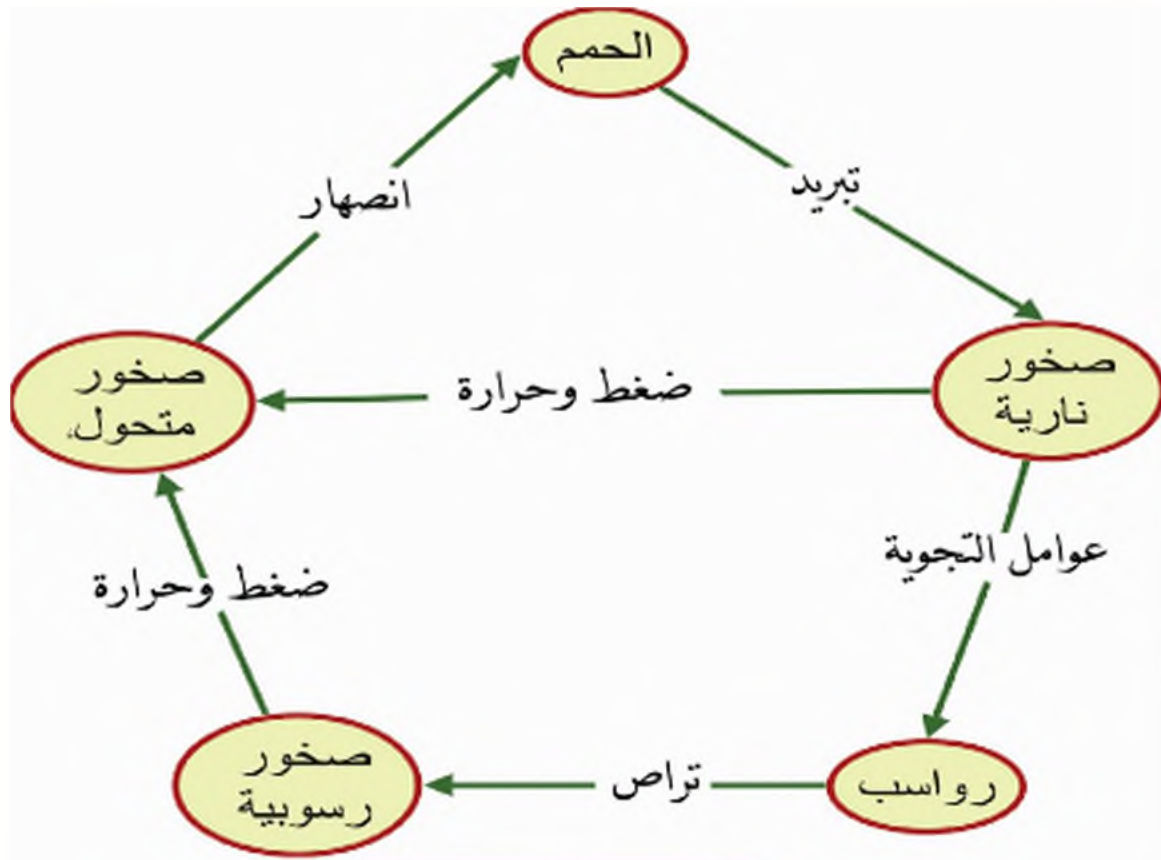 الحمم
تبريد
انصهار
صخور
نارية
ضغط وحرارة
صخور
متحول
عوامل التجوية
ضغط وحرارة
رواسب
تراص
صخور
رسوبية